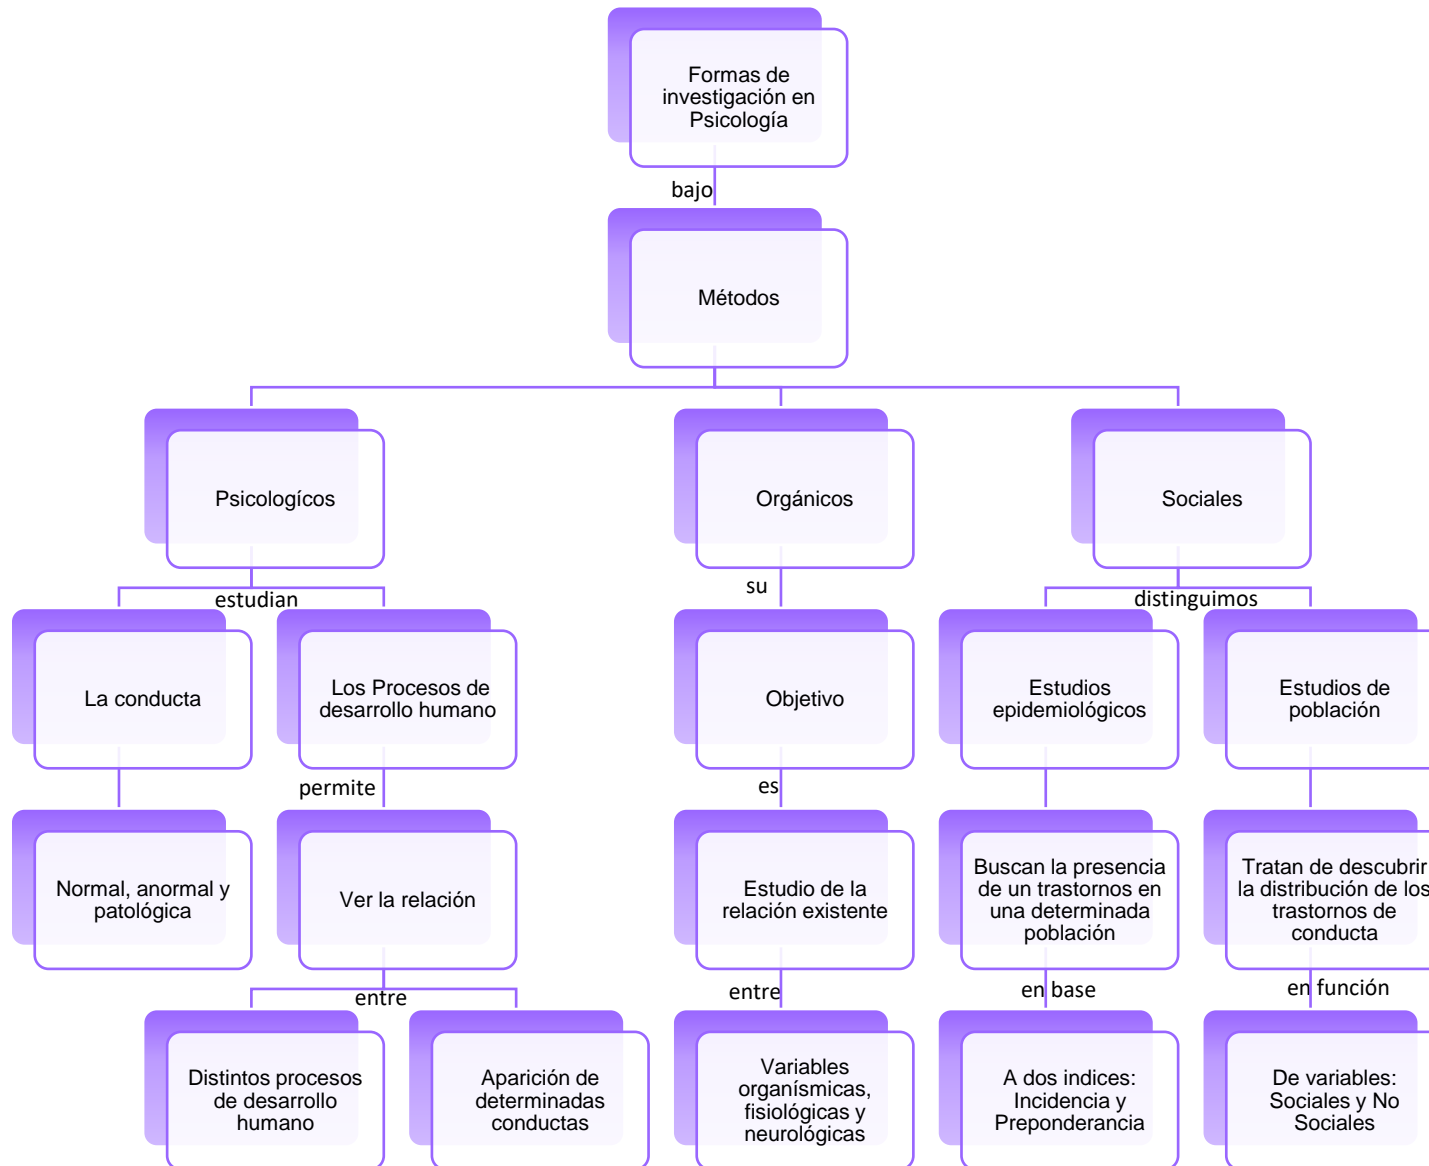 Formas de
investigación en
Psicología
bajo
Métodos
Psicologícos
Orgánicos
Sociales
estudian
su
distinguimos
La conducta
Los Procesos de
desarrollo humano
Objetivo
Estudios
epidemiológicos
Estudios de
población
permite
es
Normal, anormal y
patológica
Ver la relación
Estudio de la
relación existente
Buscan la presencia
de un trastornos en
una determinada
población
Tratan de descubrir
la distribución de los
trastornos de
conducta
entre
entre
en base
en función
Distintos procesos
de desarrollo
humano
Aparición de
determinadas
conductas
Variables
organísmicas,
fisiológicas y
neurológicas
A dos indices:
Incidencia y
Preponderancia
De variables:
Sociales y No
Sociales